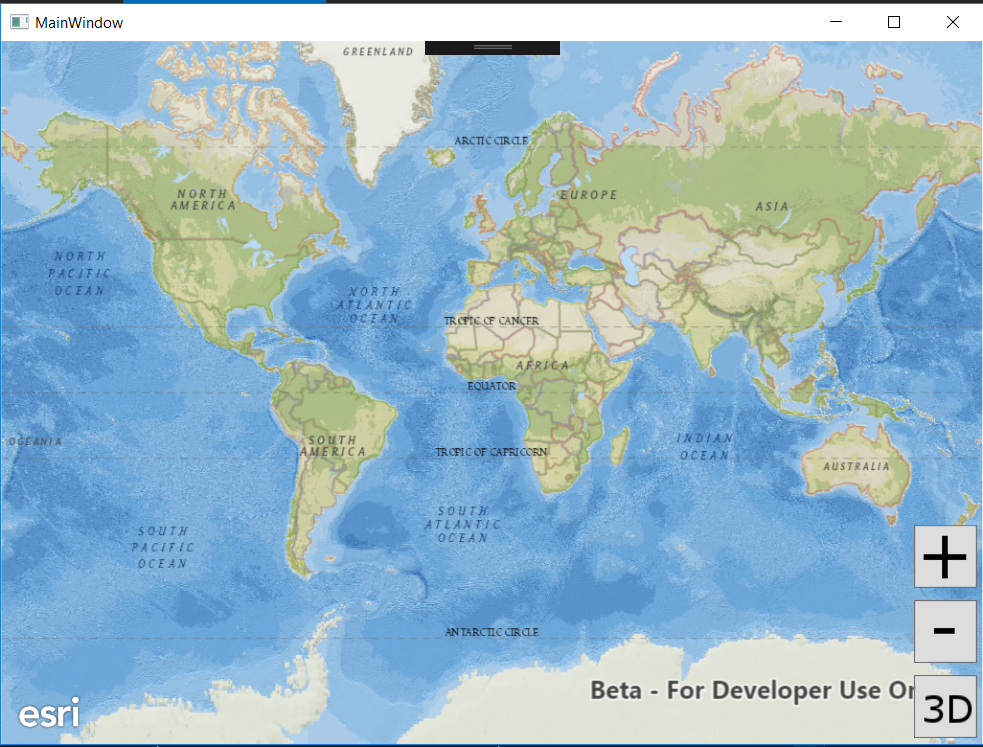 MainWindow
GREENLAND
ARCTIC CIRCLE
NORTH
AMERICA
EUROPE
ASIA
NORTH
PACIFIC
OCEAN
NORTH
ATLANTIC
OCEAN
TROPIC OF CANCER
AFRICA
EQUATOR
OCEANIA
SOUTH
AMERICA
TROPIC OF CAPRICORN
INDIAN
OCEAN
AUSTRALIA
SOUTH
PACIFIC
OCEAN
SOUTH
ATLANTIC
OCEAN
+
-
ANTARCTIC CIRCLE
Beta - For Developer Use Or
3D
esri